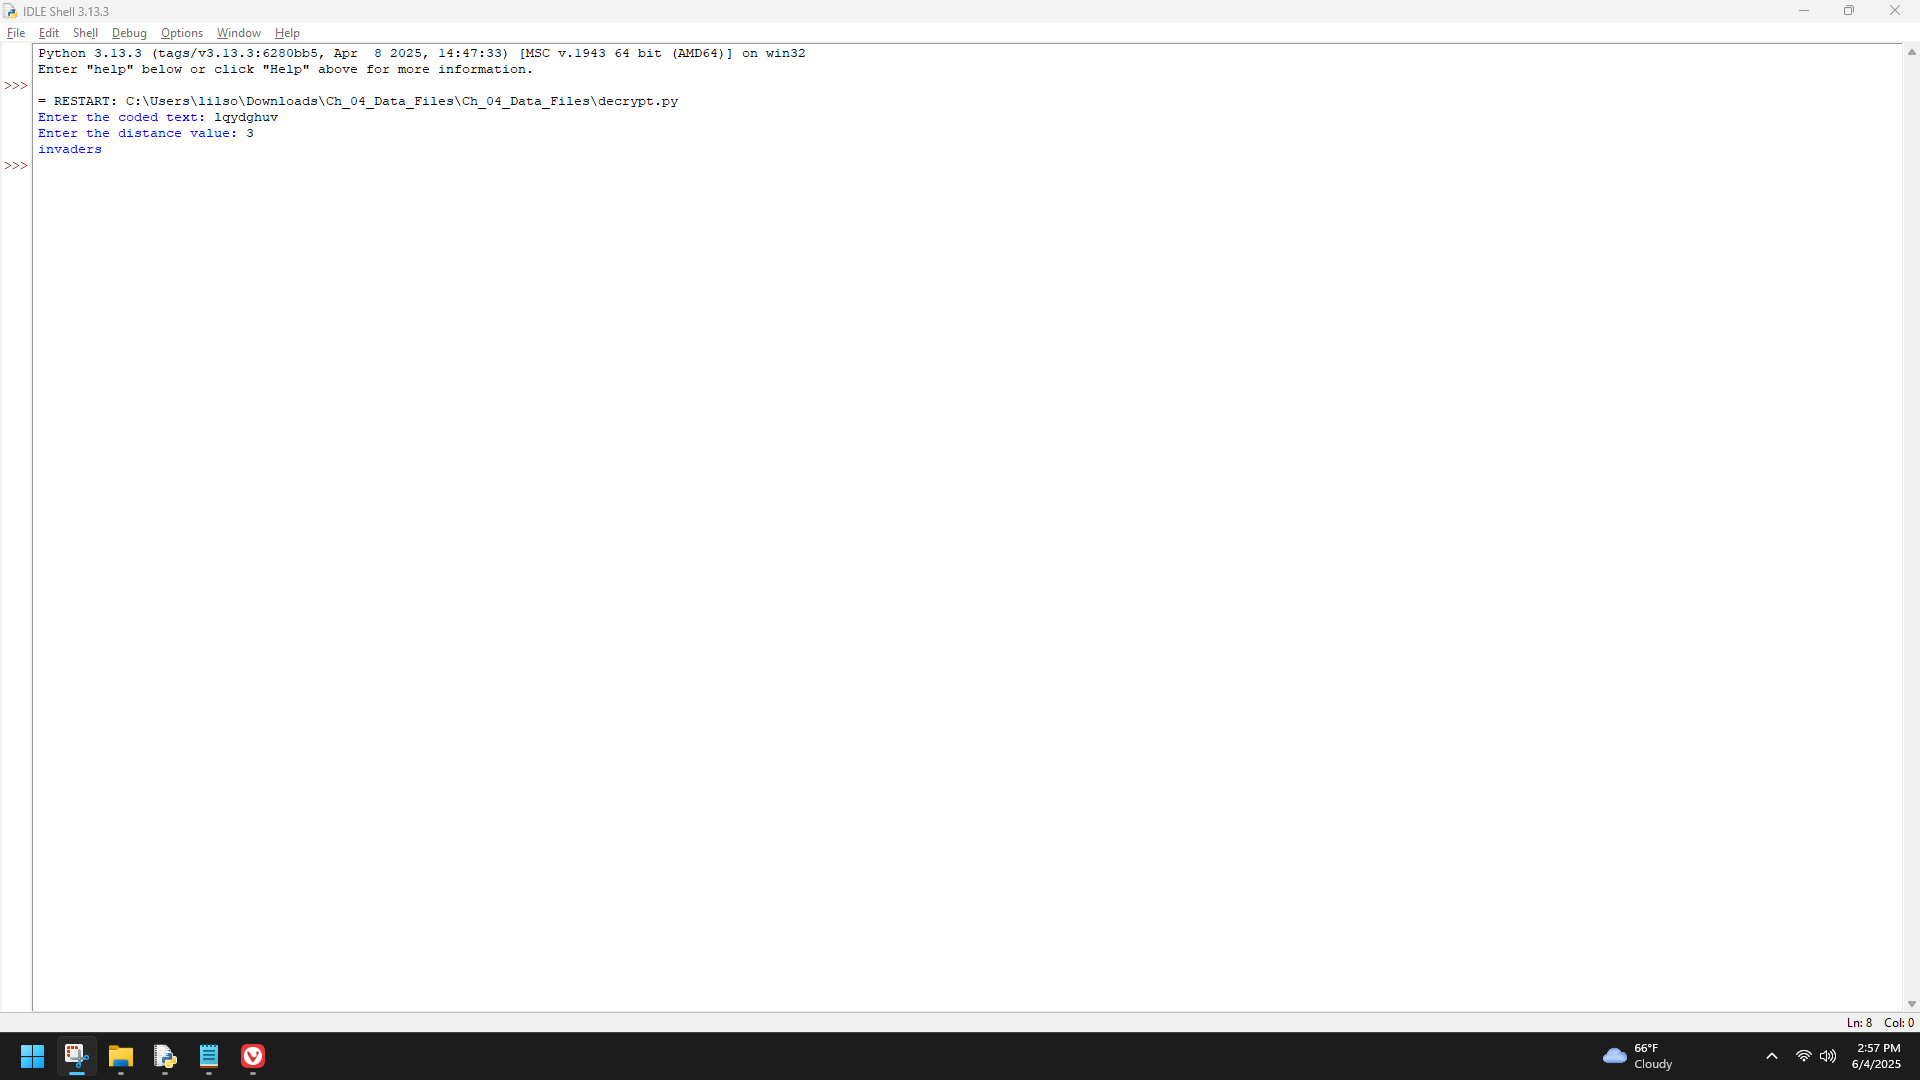 IDLE Shell 3.13.3
File Edit Shell Debug Options Window Help
Python 3.13.3 (tags/v3.13.3:6280bb5, Apr  8 2025, 14:47:33) [MSC v.1943 64 bit (AMD64)] on win32
Enter "help" below or click "Help" above for more information.
>>>
= RESTART: C:\Users\lilso\Downloads\Ch_04_Data_Files\Ch_04_Data_Files\decrypt.py
Enter the coded text: lqydghuv
Enter the distance value: 3
invaders
>>>
Ln: 8 Col: 0
66°F
Cloudy
2:57 PM
6/4/2025